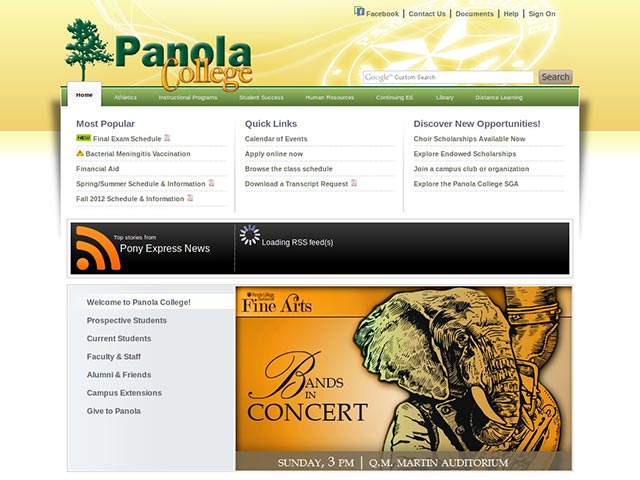 Facebook | Contact Us | Documents | Help | Sign On
Panola
College
Google™ Custom Search
Search
Home
Athletics
Instructional Programs
Student Success
Human Resources
Continuing Ed.
Library
Distance Learning
Most Popular
NEW Final Exam Schedule
Bacterial Meningitis Vaccination
Financial Aid
Spring/Summer Schedule & Information
Fall 2012 Schedule & Information
Quick Links
Calendar of Events
Apply online now
Browse the class schedule
Download a Transcript Request
Discover New Opportunities!
Choir Scholarships Available Now
Explore Endowed Scholarships
Join a campus club or organization
Explore the Panola College SGA
Top stories from
Pony Express News
Loading RSS feed(s)
Welcome to Panola College!
Prospective Students
Current Students
Faculty & Staff
Alumni & Friends
Campus Extensions
Give to Panola
Panola College
Fine Arts
Bands
in
Concert
Sunday, 3 pm | Q.M. Martin Auditorium